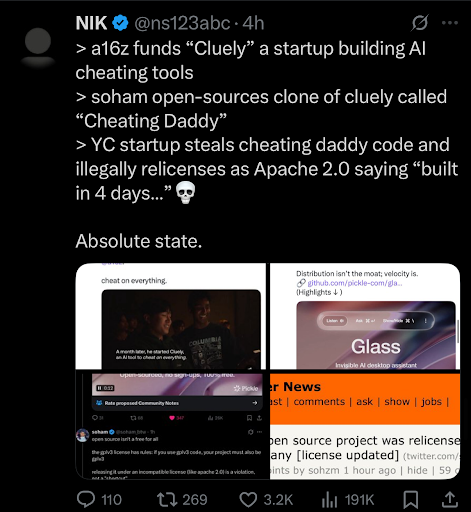 NIK @ns123abc · 4h
> a16z funds “Cluely” a startup building AI
cheating tools
> soham open-sources clone of cluely called
“Cheating Daddy”
> YC startup steals cheating daddy code and
illegally relicenses as Apache 2.0 saying “built
in 4 days…”💀
Absolute state.
cheat on everything.
A month later, he started Cluely,
an AI tool to cheat on everything.
COLUMBIA
Distribution isn't the moat; velocity is.
🔗 github.com/pickle-com/gla...
(Highlights ↓)
Listen
Ask
Show/Hide
Glass
Invisible AI desktop assistant
Open-sourced, no sign-ups, 100% free.
0:12
Pickle
Rate proposed Community Notes
soham
open source isn't a free for all
the gplv3 license has rules: if you use gplv3 code, your project must also be
gplv3
releasing it under an incompatible license (like apache 2.0) is a violation,
not a "shortcut"
er News
ast | comments | ask | show | jobs |
pen source project was relicense
any [license updated] (twitter.com/s
ints by sohzm 1 hour ago | hide | 59 c
110 269 3.2K 191K